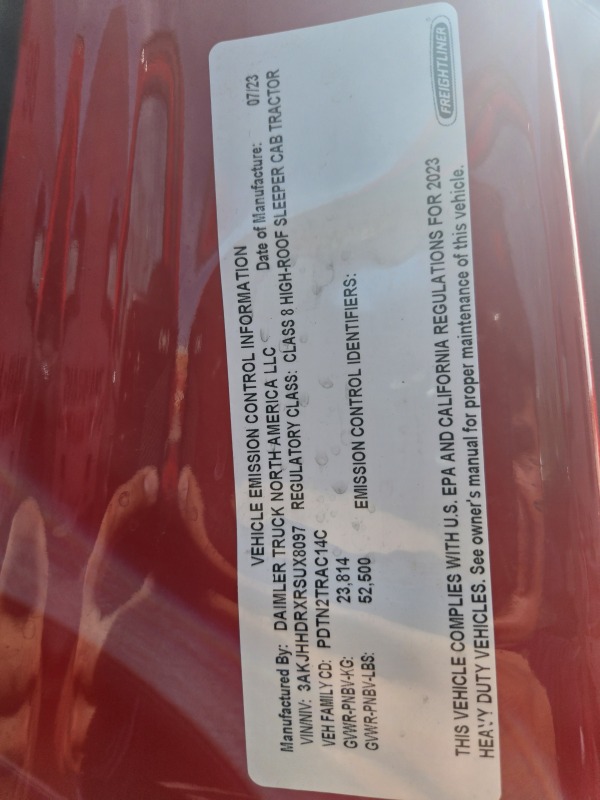 VEHICLE EMISSION CONTROL INFORMATION
Manufactured By: DAIMLER TRUCK NORTH AMERICA LLC Date of Manufacture: 07/23
VIN/NIV: 3AKJHHDRXRSUX8097 REGULATORY CLASS: CLASS 8 HIGH-ROOF SLEEPER CAB TRACTOR
VEH FAMILY CD: PDTN2TRAC14C
GVWR-PNBV-KG: 23,814
GVWR-PNBV-LBS: 52,500 EMISSION CONTROL IDENTIFIERS:
THIS VEHICLE COMPLIES WITH U.S. EPA AND CALIFORNIA REGULATIONS FOR 2023
HEAVY DUTY VEHICLES. See owner's manual for proper maintenance of this vehicle.
FREIGHTLINER